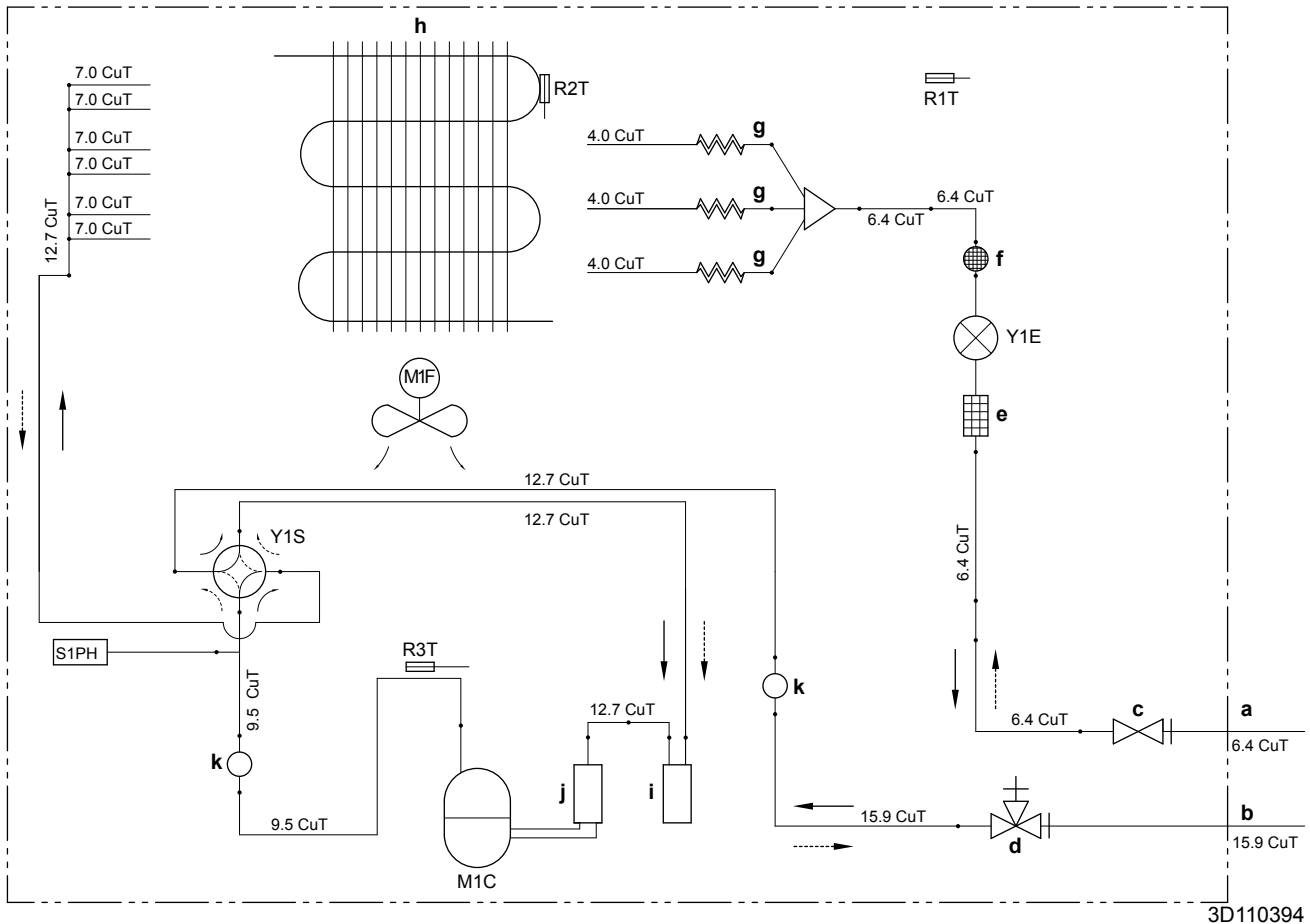 h
7.0 CuT
7.0 CuT
7.0 CuT
7.0 CuT
7.0 CuT
7.0 CuT
12.7 CuT
R2T
R1T
4.0 CuT
g
4.0 CuT
g
4.0 CuT
g
6.4 CuT
6.4 CuT
f
Y1E
e
M1F
12.7 CuT
12.7 CuT
Y1S
6.4 CuT
S1PH
R3T
9.5 CuT
k
k
12.7 CuT
6.4 CuT
c
a
6.4 CuT
j
i
9.5 CuT
M1C
15.9 CuT
d
b
15.9 CuT
3D110394